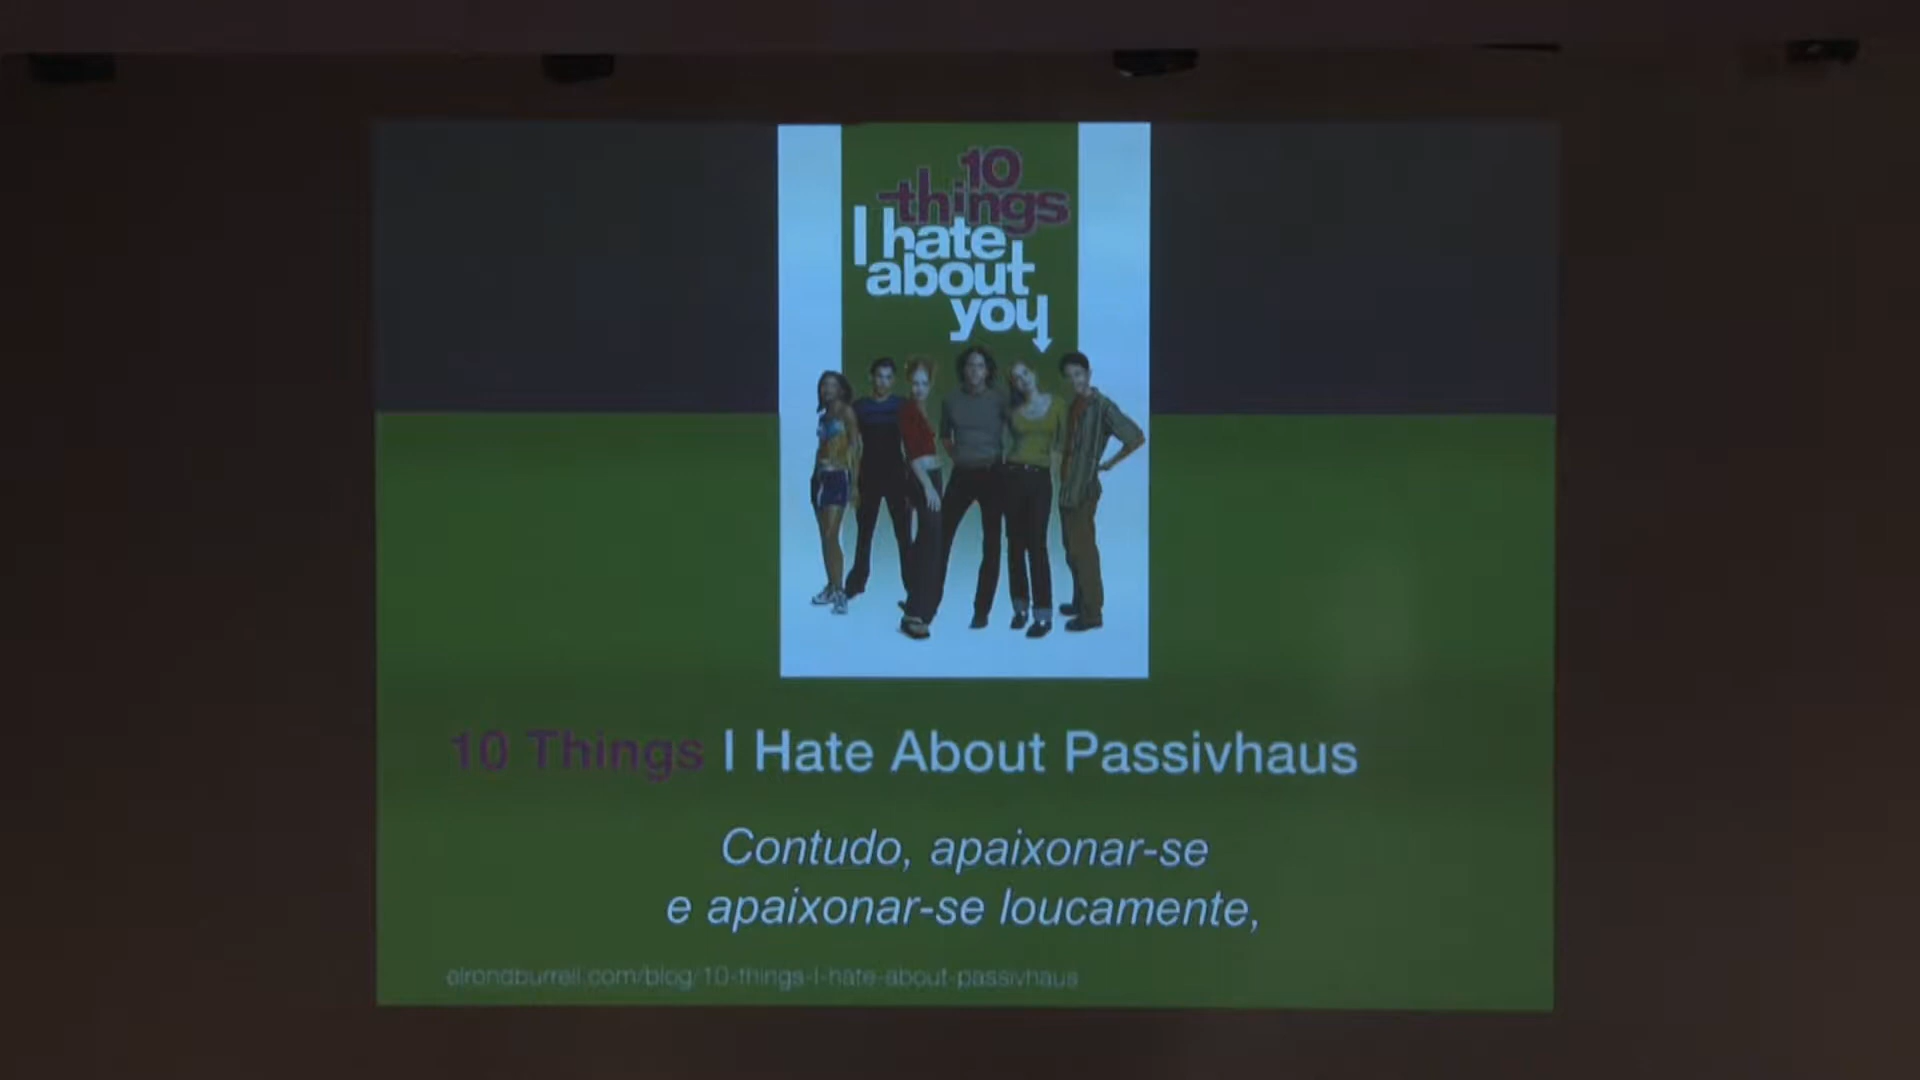 10
things
I hate
about
you
10 Things I Hate About Passivhaus
Contudo, apaixonar-se
e apaixonar-se loucamente,
elrondburrell.com/blog/10-things-i-hate-about-passivhaus